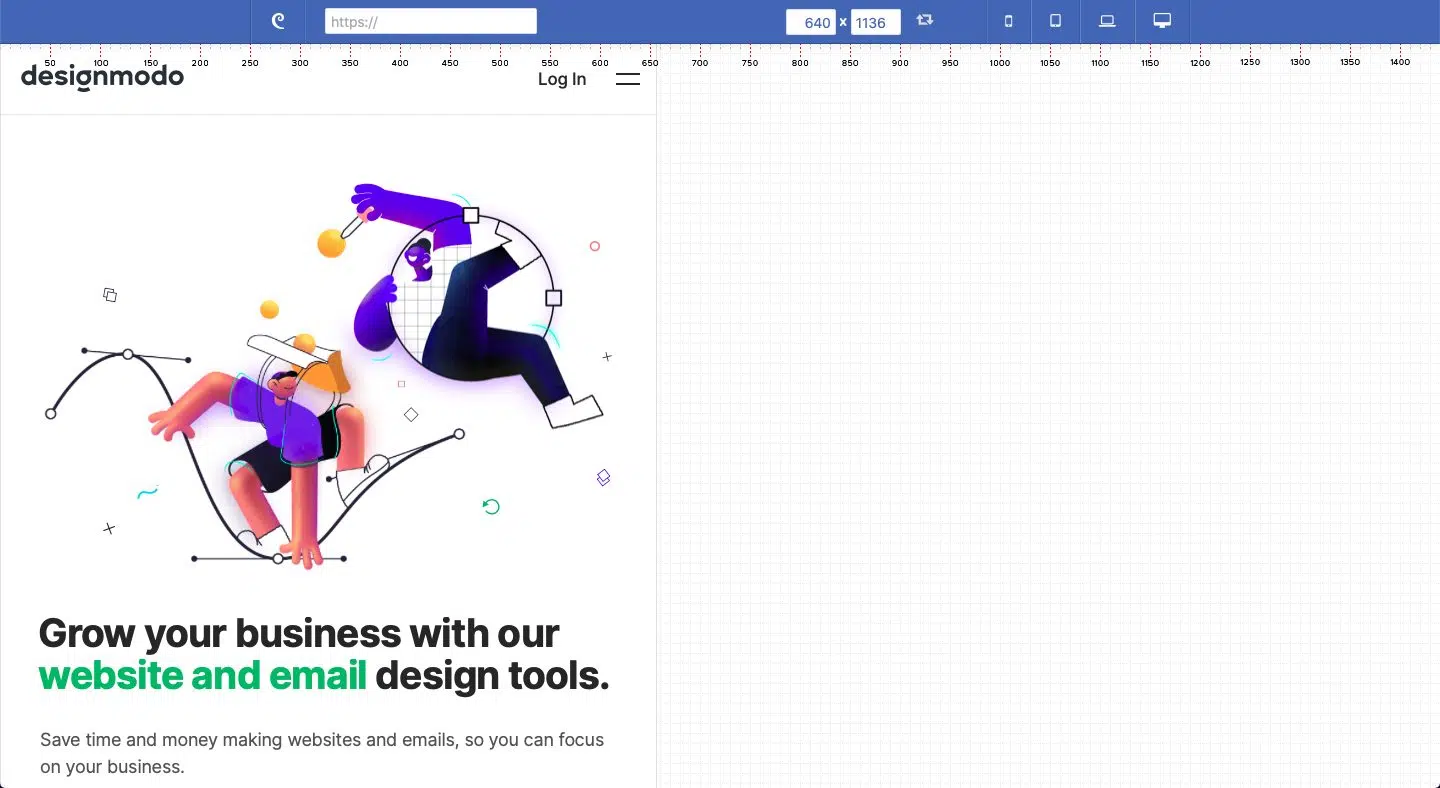 https://
640 x 1136
50 100 150 200 250 300 350 400 450 500 550 600 650 700 750 800 850 900 950 1000 1050 1100 1150 1200 1250 1300 1350 1400
designmodo
Log In
Grow your business with our
website and email design tools.
Save time and money making websites and emails, so you can focus
on your business.